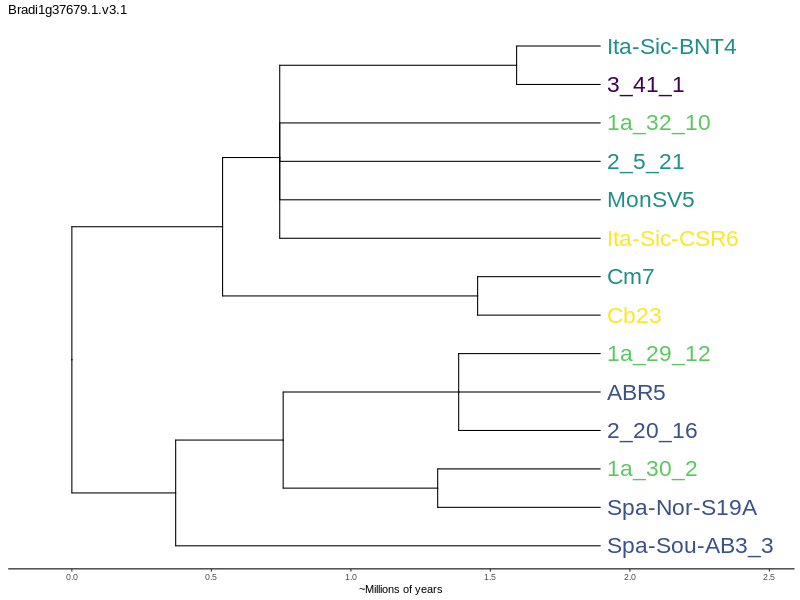 Bradi1g37679.1.v3.1
Ita-Sic-BNT4
3_41_1
1a_32_10
2_5_21
MonSV5
Ita-Sic-CSR6
Cm7
Cb23
1a_29_12
ABR5
2_20_16
1a_30_2
Spa-Nor-S19A
Spa-Sou-AB3_3
0.0 0.5 1.0 1.5 2.0 2.5
~Millions of years